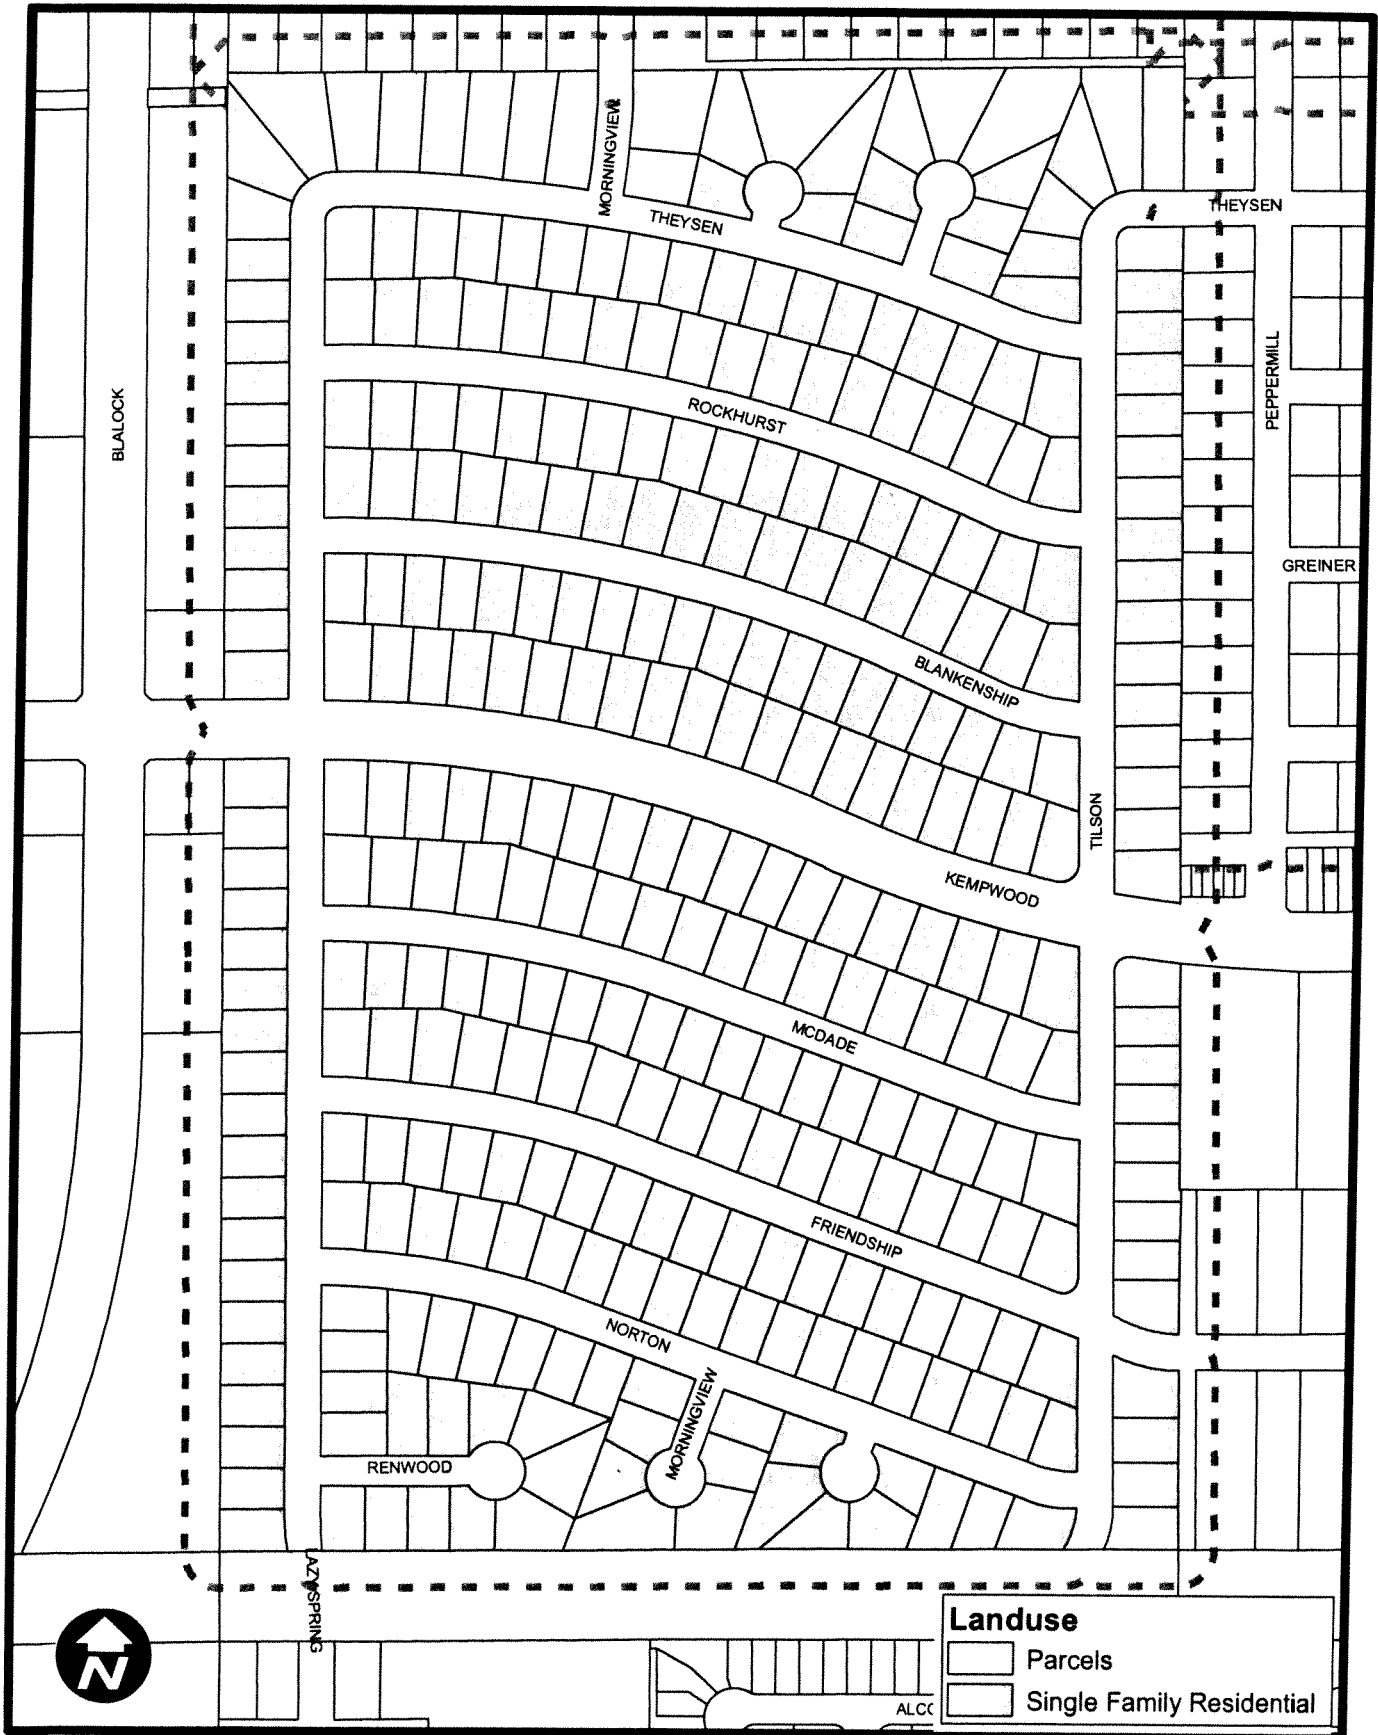 MORNINGVIEW
THEYSEN
THEYSEN
PEPPERMILL
BLALOCK
ROCKHURST
GREINER
BLANKENSHIP
TILSON
KEMPWOOD
MCDADE
FRIENDSHIP
NORTON
MORNINGVIEW
RENWOOD
LAZY SPRING
N
Landuse
Parcels
Single Family Residential
ALCO